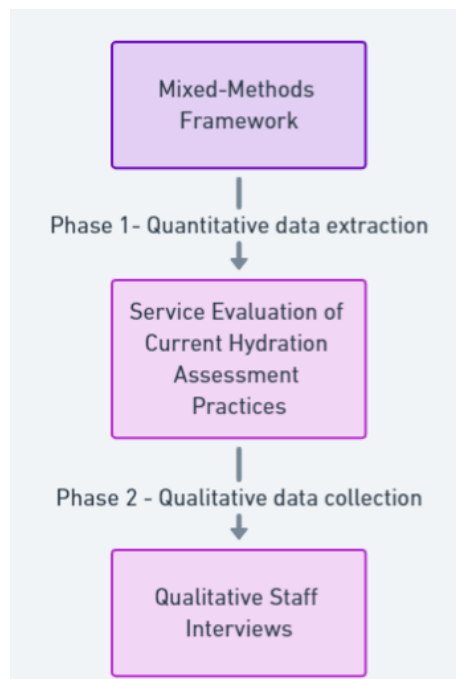 Mixed-Methods
Framework
Phase 1- Quantitative data extraction
Service Evaluation of
Current Hydration
Assessment
Practices
Phase 2 - Qualitative data collection
Qualitative Staff
Interviews